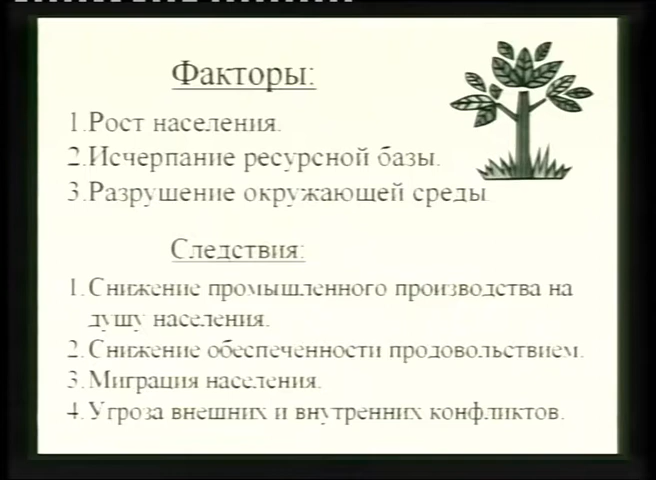 Факторы:
1.Рост населения.
2.Исчерпание ресурсной базы.
3.Разрушение окружающей среды
Следствия:
1.Снижение промышленного производства на
душу населения.
2.Снижение обеспеченности продовольствием.
3.Миграция населения.
4.Угроза внешних и внутренних конфликтов.